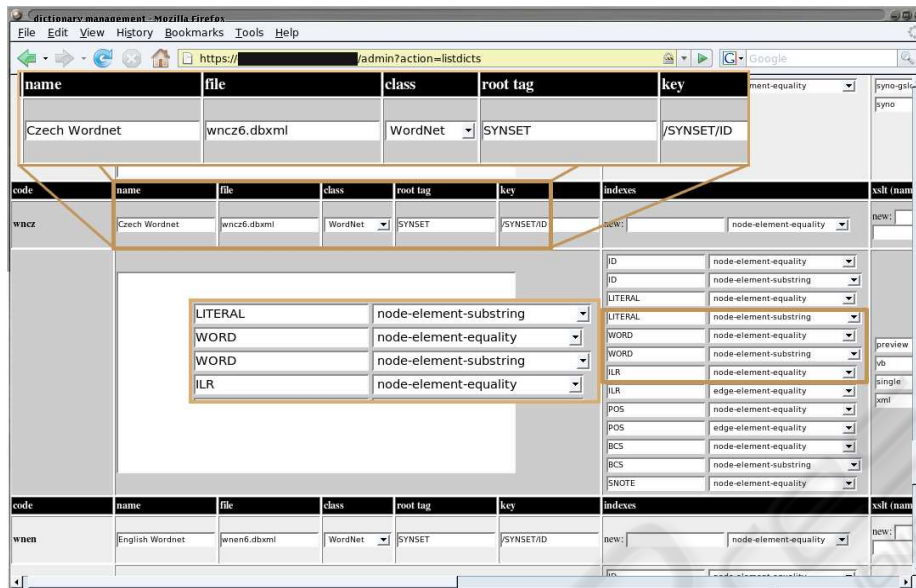 dictionary management - Mozilla Firefox
File Edit View History Bookmarks Tools Help
https:// /admin?action=listdicts G Google
name file class root tag key
Czech Wordnet wncz6.dbxml WordNet SYNSET /SYNSET/ID
ement-equality syno-gslc
syno
code name file class root tag key indexes xslt (nam
wncz Czech Wordnet wncz6.dbxml WordNet SYNSET /SYNSET/ID new: node-element-equality new:
ID node-element-equality
ID node-element-substring
LITERAL node-element-equality
LITERAL node-element-substring
WORD node-element-equality
WORD node-element-substring
ILR node-element-equality
ILR edge-element-equality
POS node-element-equality
POS edge-element-equality
BCS node-element-equality
BCS node-element-substring
SNOTE node-element-equality
LITERAL node-element-substring
WORD node-element-equality
WORD node-element-substring
ILR node-element-equality
preview
vb
single
xml
code name file class root tag key indexes xslt (nam
wnen English Wordnet wnen6.dbxml WordNet SYNSET /SYNSET/ID new: node-element-equality new: